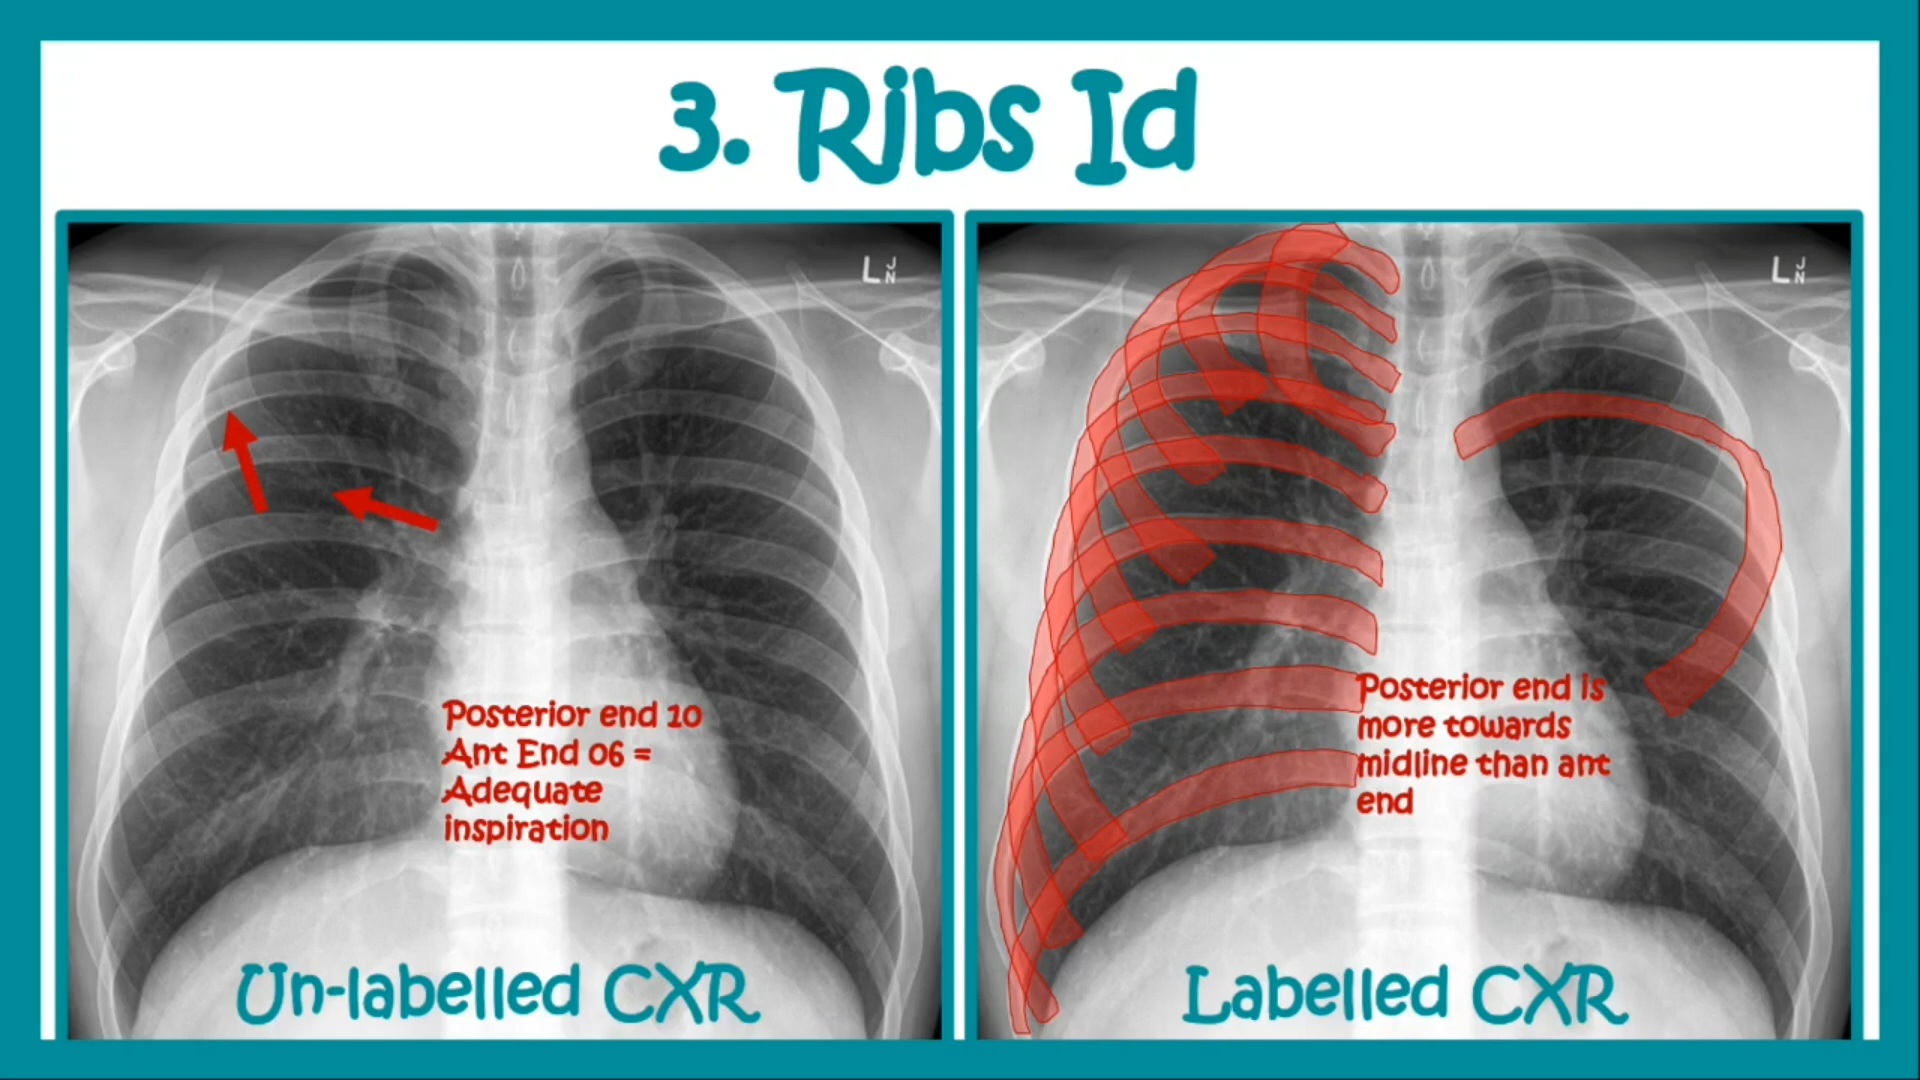 3. Ribs Id
L J N
Posterior end 10
Ant End 06 =
Adequate
inspiration
Un-labelled CXR
L J N
Posterior end is
more towards
midline than ant
end
Labelled CXR